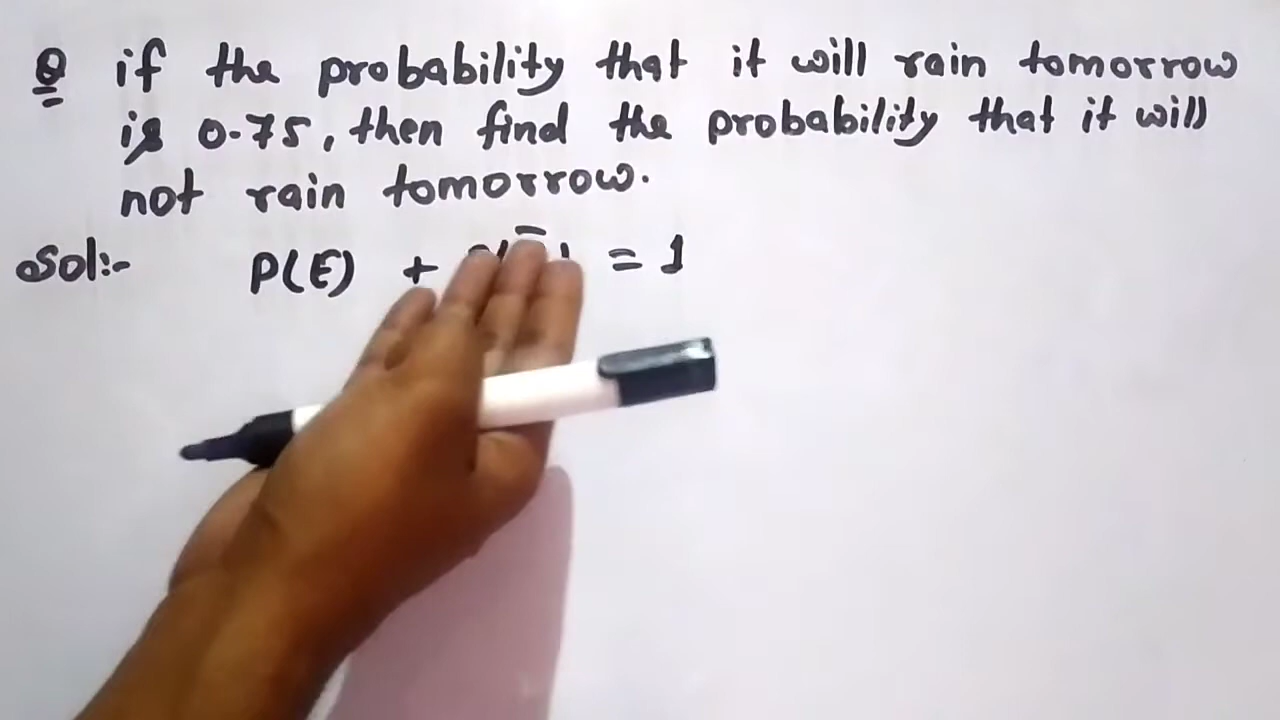 Q if the probability that it will rain tomorrow
is 0.75, then find the probability that it will
not rain tomorrow.
Sol:- P(E) + = 1